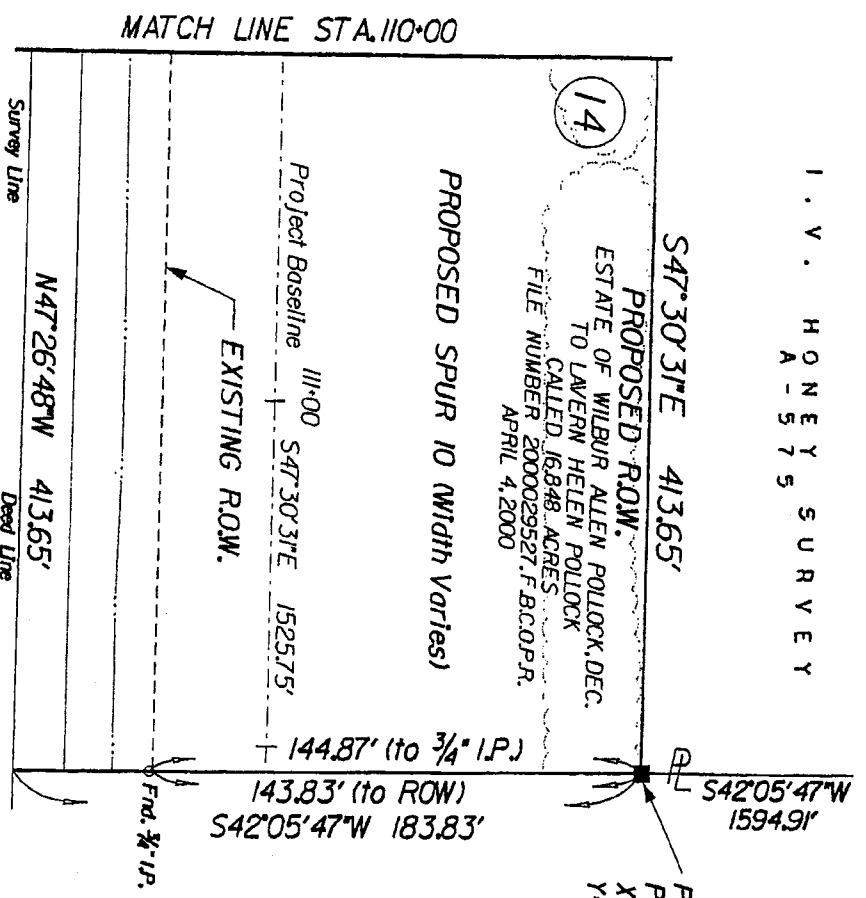 MATCH LINE STA.110+00
I. V. HONEY SURVEY
A-575
S47°30'31"E 413.65'
PROPOSED R.O.W.
14
ESTATE OF WILBUR ALLEN POLLOCK,DEC.
TO LAVERN HELEN POLLOCK
CALLED 16.848 ACRES
FILE NUMBER 2000029527,F.B.C.O.P.R.
APRIL 4,2000
PROPOSED SPUR 10 (Width Varies)
Project Baseline 111+00 S47°30'31"E 1525.75'
EXISTING R.O.W.
N47°26'48"W 413.65'
Survey Line
Deed Line
144.87' (to 3/4" I.P.)
143.83' (to ROW)
S42°05'47"W 183.83'
Fnd. 3/4" I.P.
PL
S42°05'47"W
1594.91'
P
P
X
Y